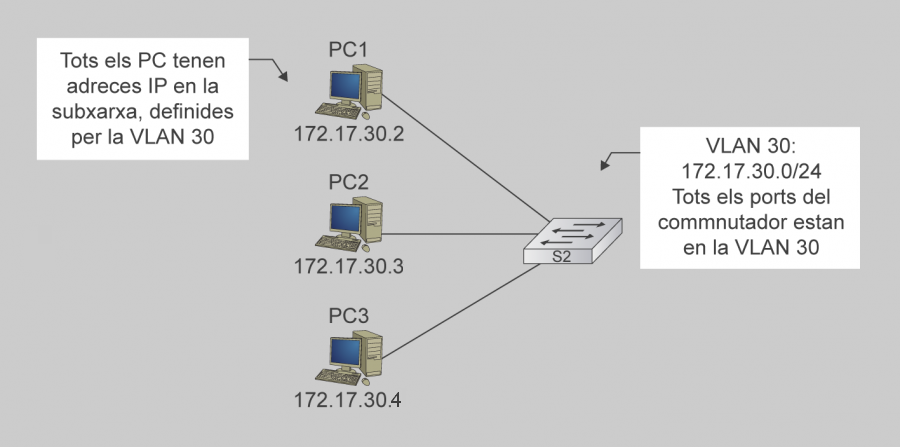 Tots els PC tenen
adreces IP en la
subxarxa, definides
per la VLAN 30
PC1
172.17.30.2
PC2
172.17.30.3
PC3
172.17.30.4
S2
VLAN 30:
172.17.30.0/24
Tots els ports del
commnutador estan
en la VLAN 30